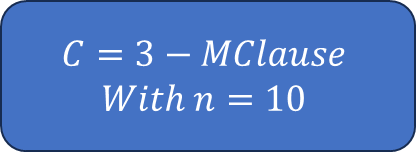 C = 3 − MClause
With n = 10